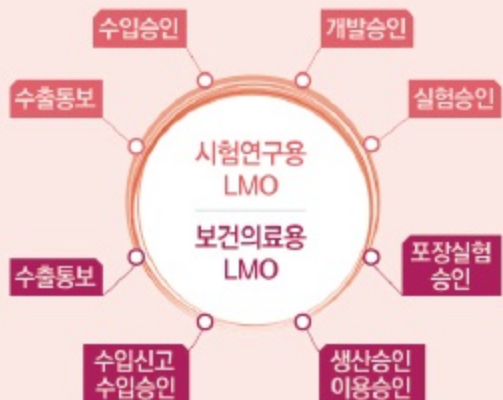 수입승인
개발승인
수출통보
실험승인
시험연구용
LMO
보건의료용
LMO
수출통보
포장실험
승인
수입신고
수입승인
생산승인
이용승인